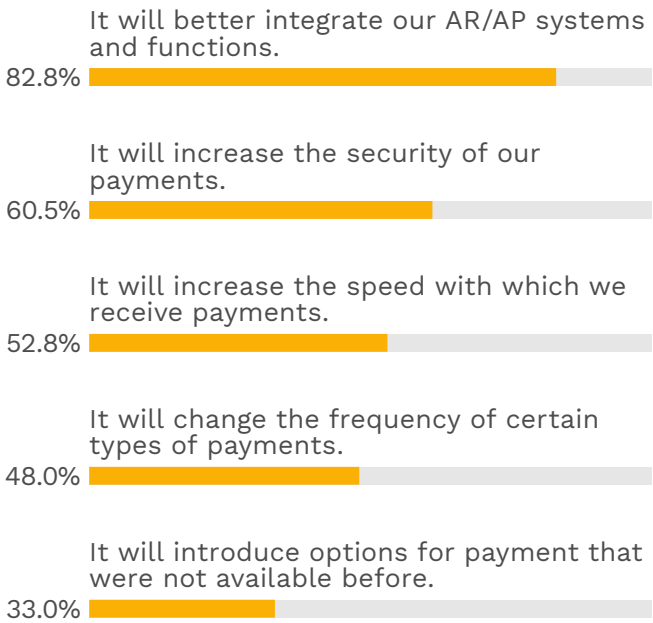 It will better integrate our AR/AP systems
and functions.
82.8%
It will increase the security of our
payments.
60.5%
It will increase the speed with which we
receive payments.
52.8%
It will change the frequency of certain
types of payments.
48.0%
It will introduce options for payment that
were not available before.
33.0%